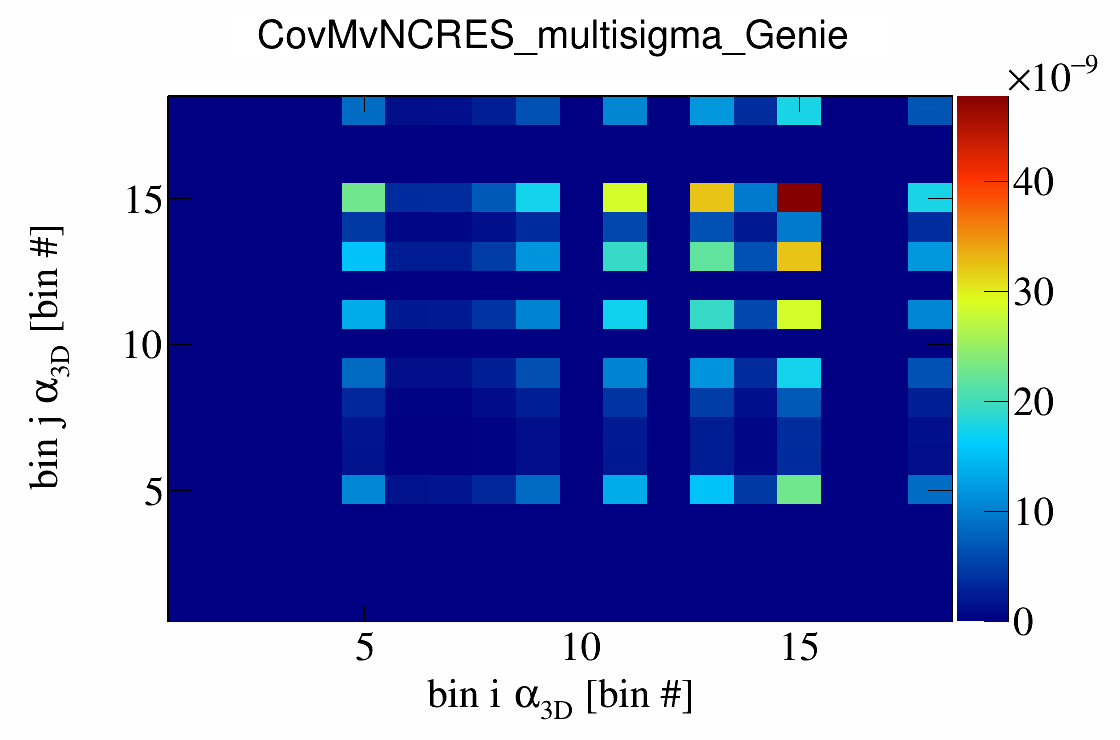 CovMvNCRES_multisigma_Genie
×10⁻⁹
40
30
20
10
0
15
10
5
bin j α3D [bin #]
5 10 15
bin i α3D [bin #]